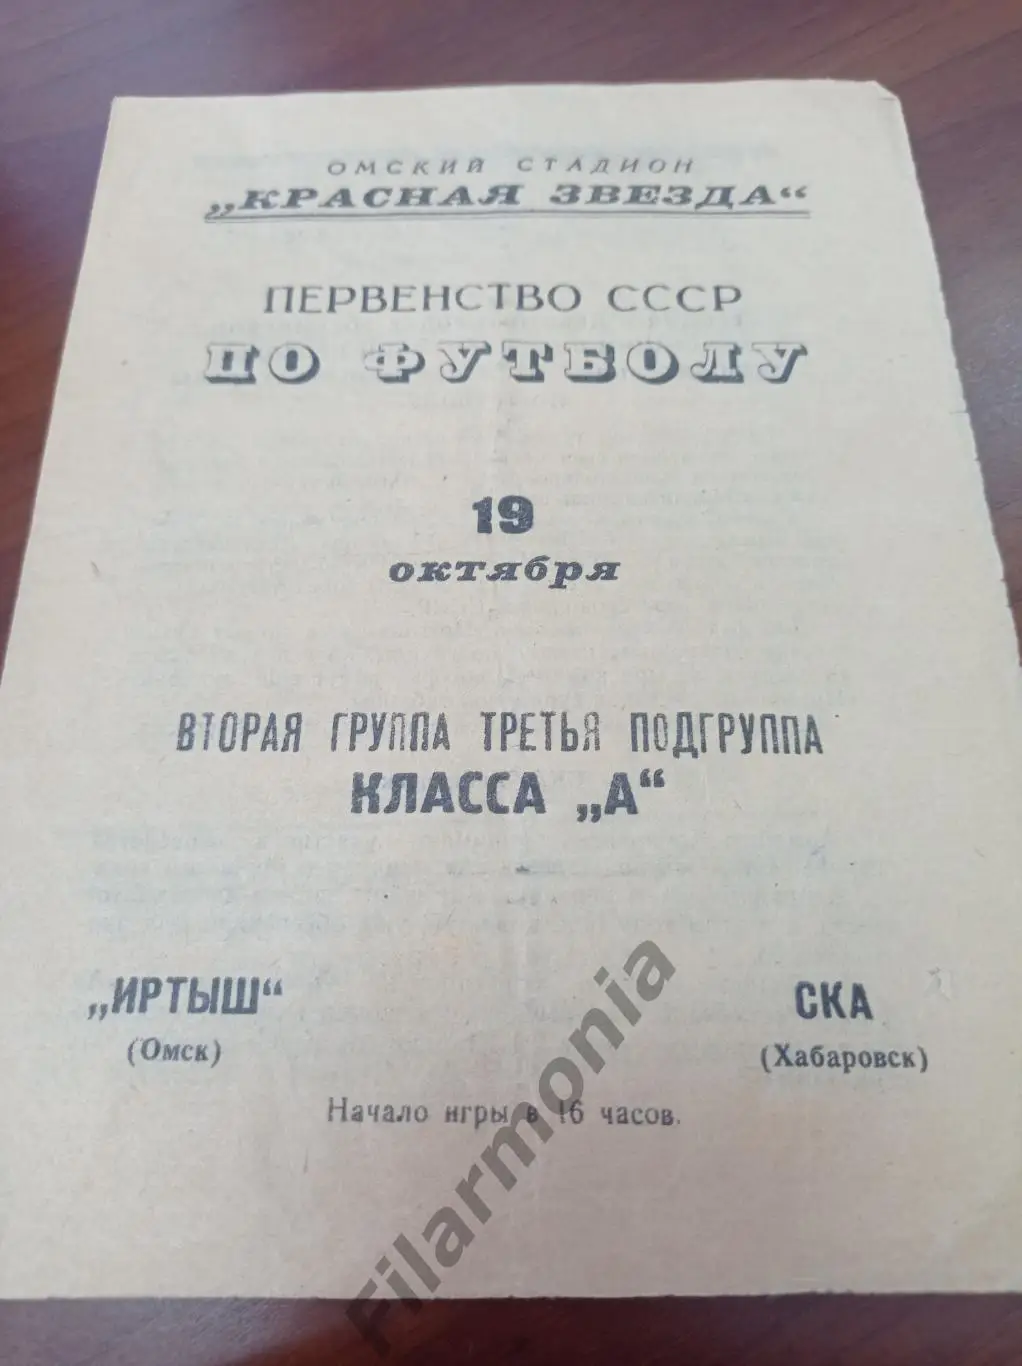 ОМСКИЙ СТАДИОН
„КРАСНАЯ ЗВЕЗДА“
ПЕРВЕНСТВО СССР
ПО ФУТБОЛУ
19
октября
ВТОРАЯ ГРУППА ТРЕТЬЯ ПОДГРУППА
КЛАССА „А“
„ИРТЫШ“
(Омск)
СКА
(Хабаровск)
Начало игры в 16 часов.
Filarmonia